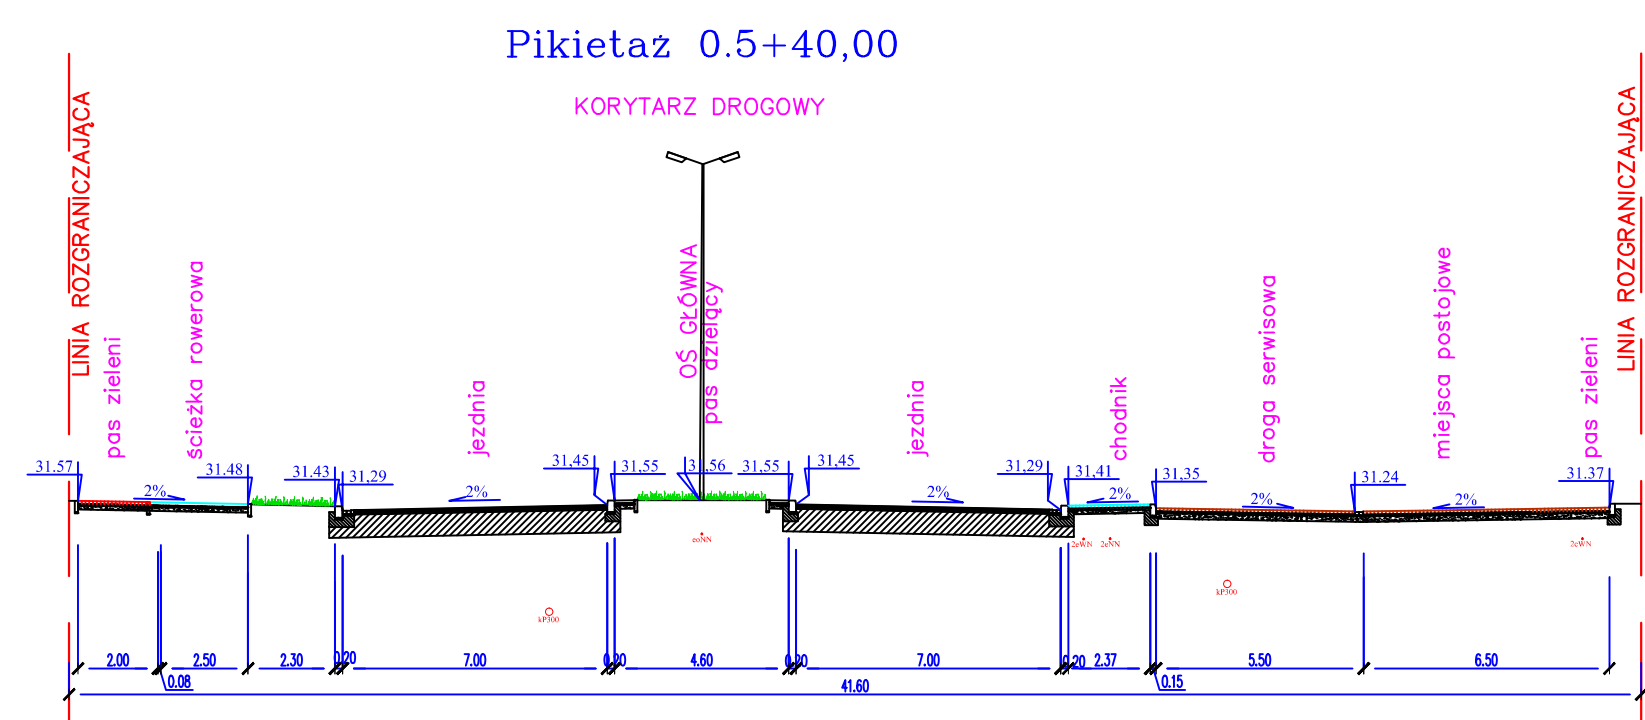 Pikietaż 0.5+40,00
KORYTARZ DROGOWY
LINIA ROZGRANICZAJĄCA
pas zieleni
ścieżka rowerowa
jezdnia
OŚ GŁÓWNA
pas dzielący
jezdnia
chodnik
droga serwisowa
miejsca postojowe
pas zieleni
LINIA ROZGRANICZAJĄCA
31.57
31.48
31.43
31,29
31,45
31,55
31,56
31,55
31,45
31,29
31,41
31,35
31.24
31.37
2%
2%
2%
2%
2%
2%
eoNN
2eWN
2eNN
2eWN
kP300
kP300
2.00
2.50
2.30
0.20
7.00
0.20
4.60
0.20
7.00
0.20
2.37
5.50
6.50
0.08
0.15
41.60